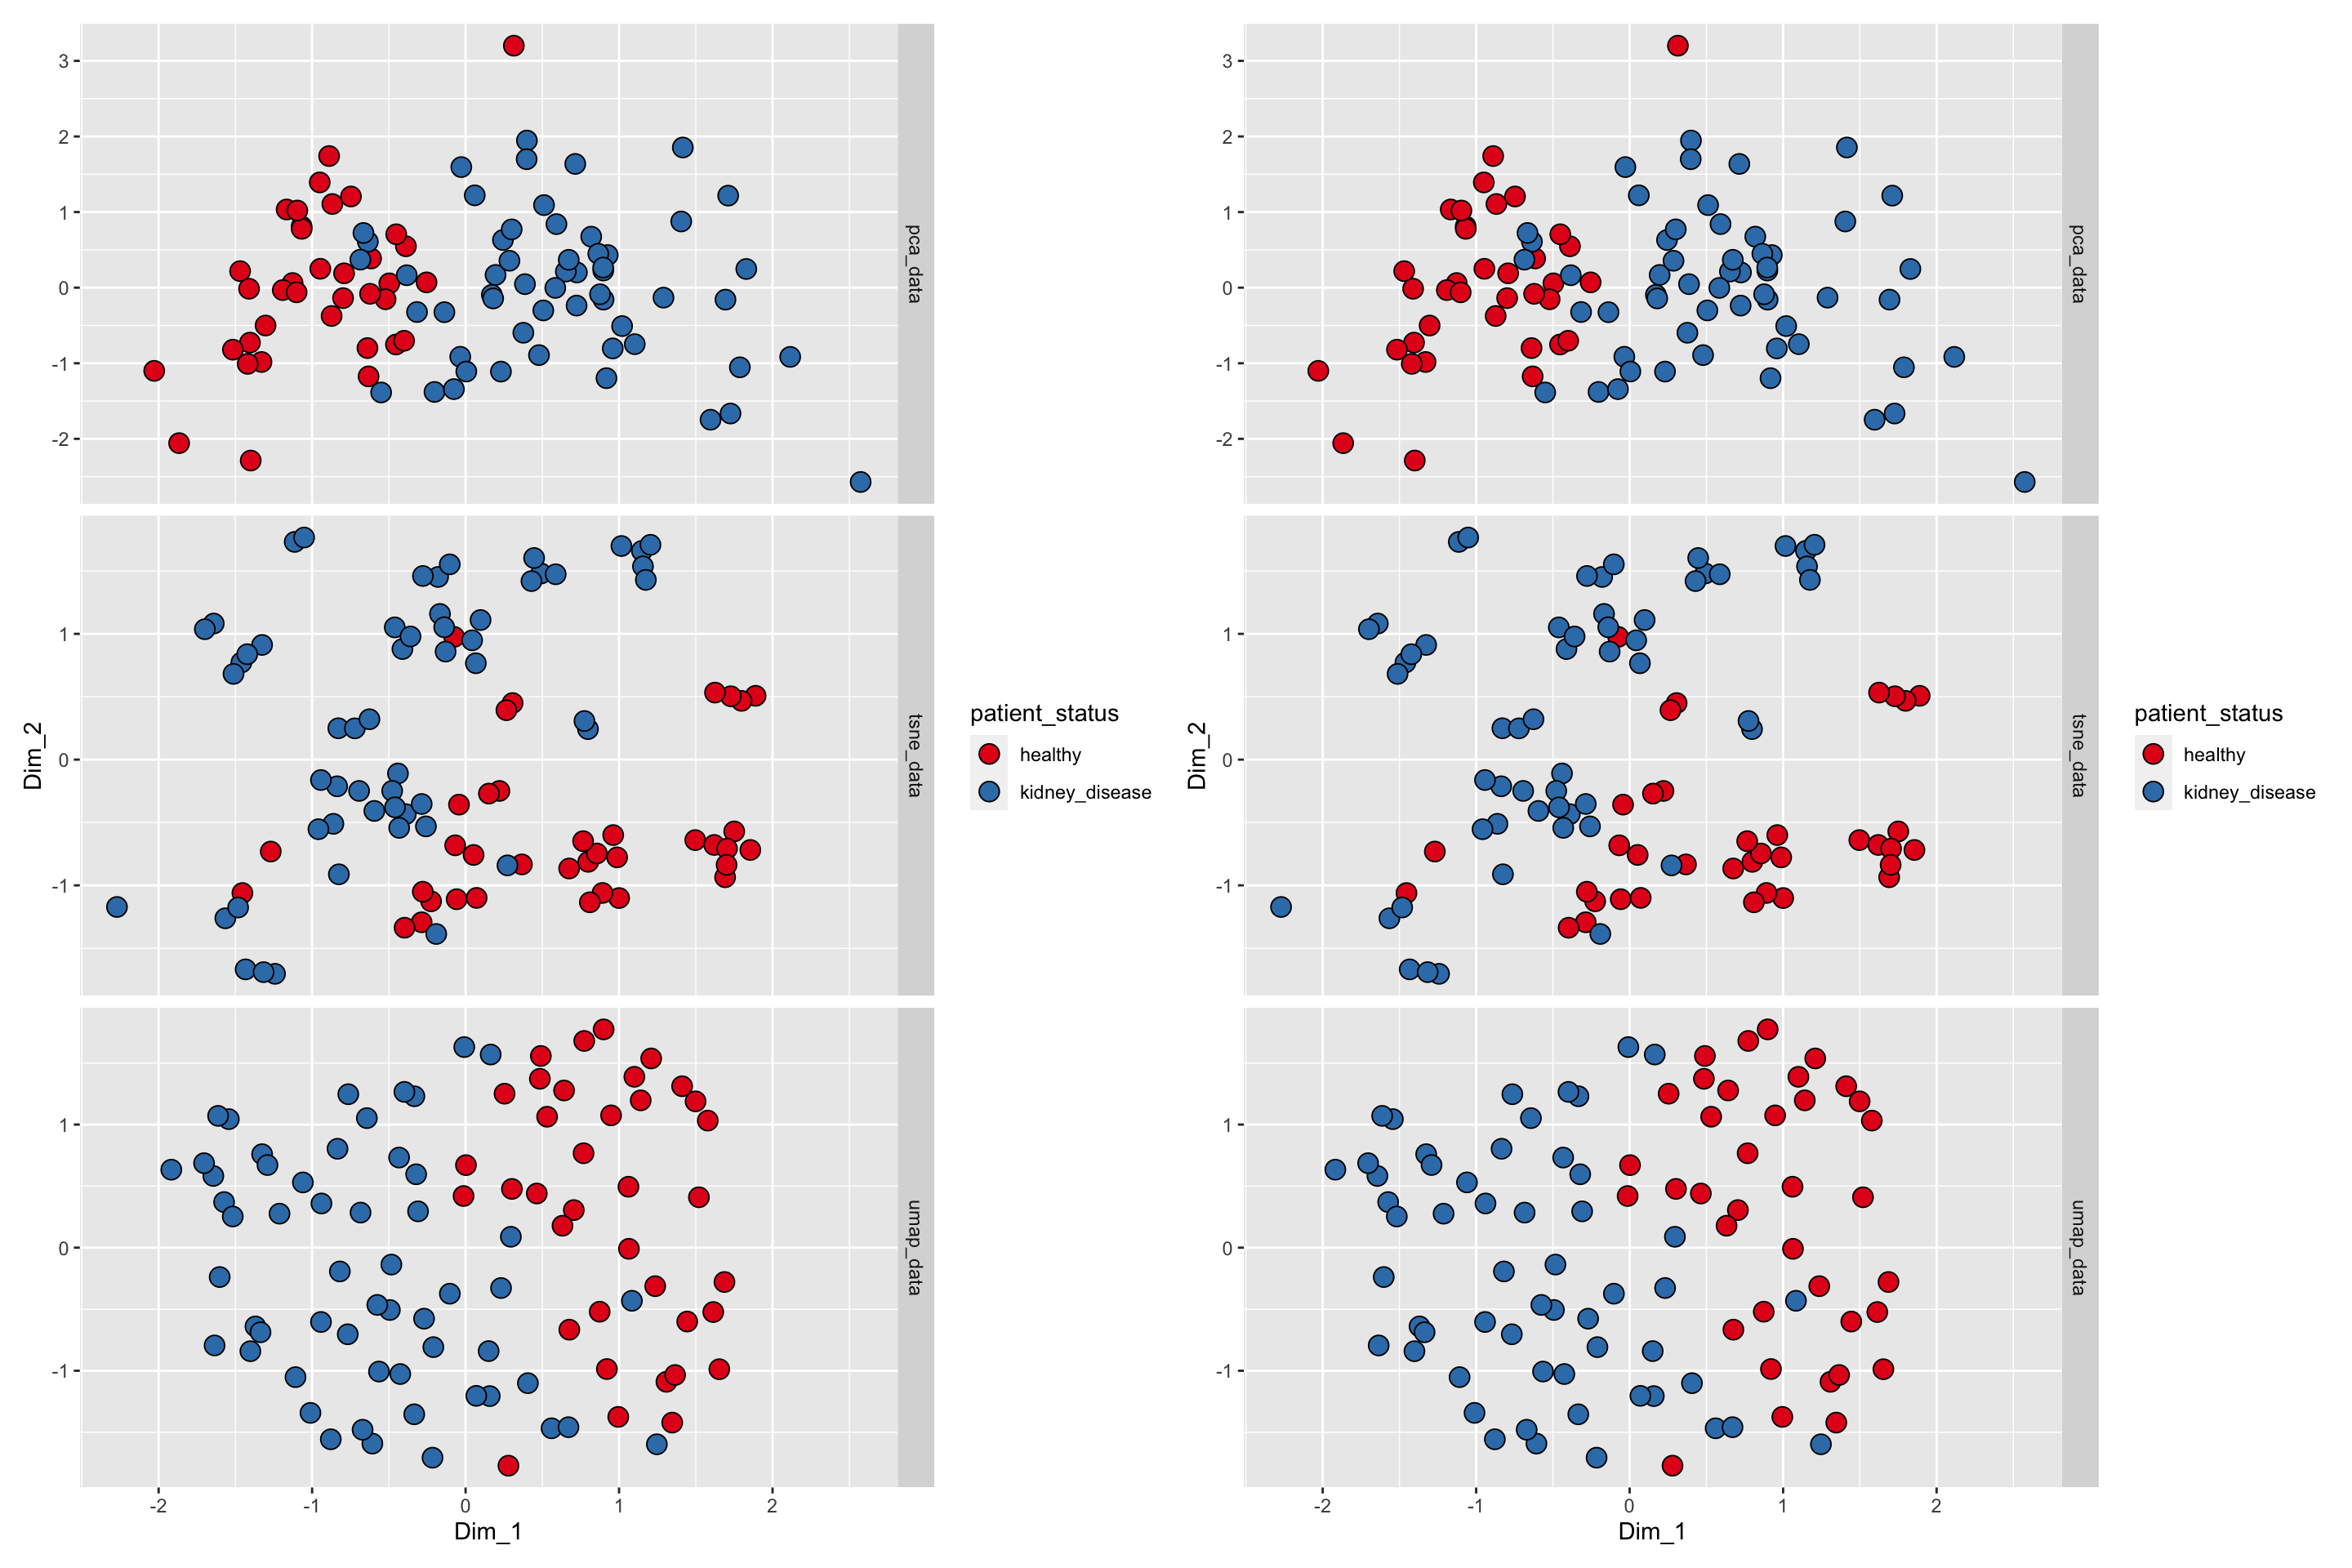 3
2
1
0
-1
-2
pca_data
1
0
-1
tsne_data
1
0
-1
umap_data
-2
-1
0
1
2
Dim_1
Dim_2
patient_status
healthy
kidney_disease
3
2
1
0
-1
-2
pca_data
1
0
-1
tsne_data
1
0
-1
umap_data
-2
-1
0
1
2
Dim_1
Dim_2
patient_status
healthy
kidney_disease